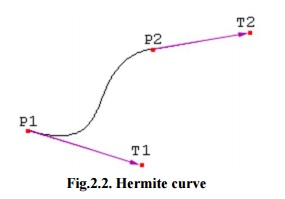 T2
P2
P1
T1
Fig.2.2. Hermite curve